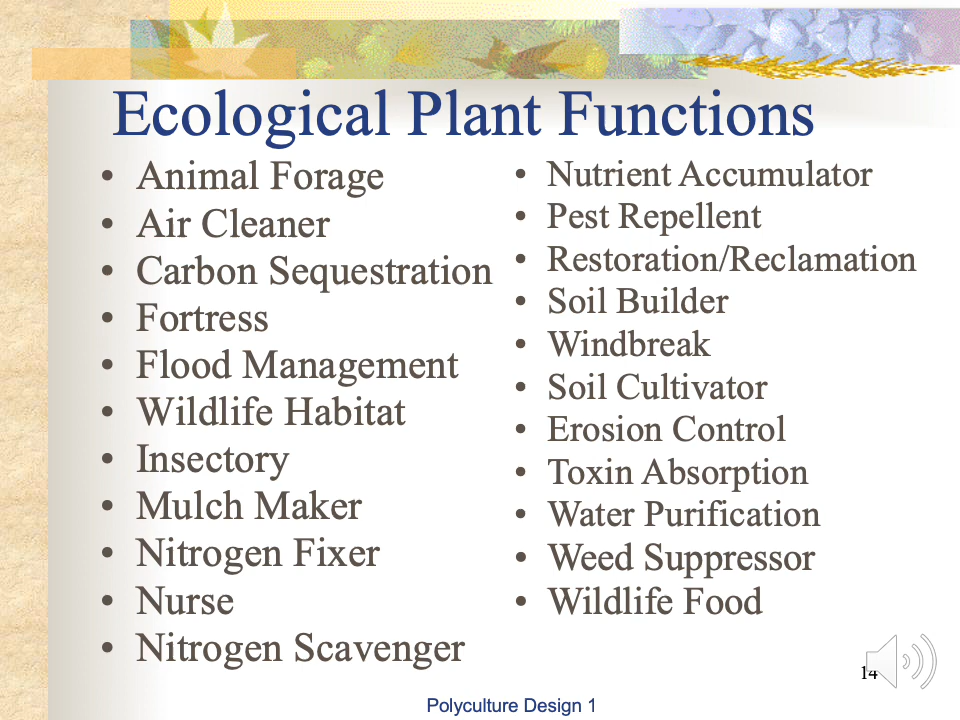 Ecological Plant Functions
• Animal Forage
• Air Cleaner
• Carbon Sequestration
• Fortress
• Flood Management
• Wildlife Habitat
• Insectory
• Mulch Maker
• Nitrogen Fixer
• Nurse
• Nitrogen Scavenger
• Nutrient Accumulator
• Pest Repellent
• Restoration/Reclamation
• Soil Builder
• Windbreak
• Soil Cultivator
• Erosion Control
• Toxin Absorption
• Water Purification
• Weed Suppressor
• Wildlife Food
14
Polyculture Design 1